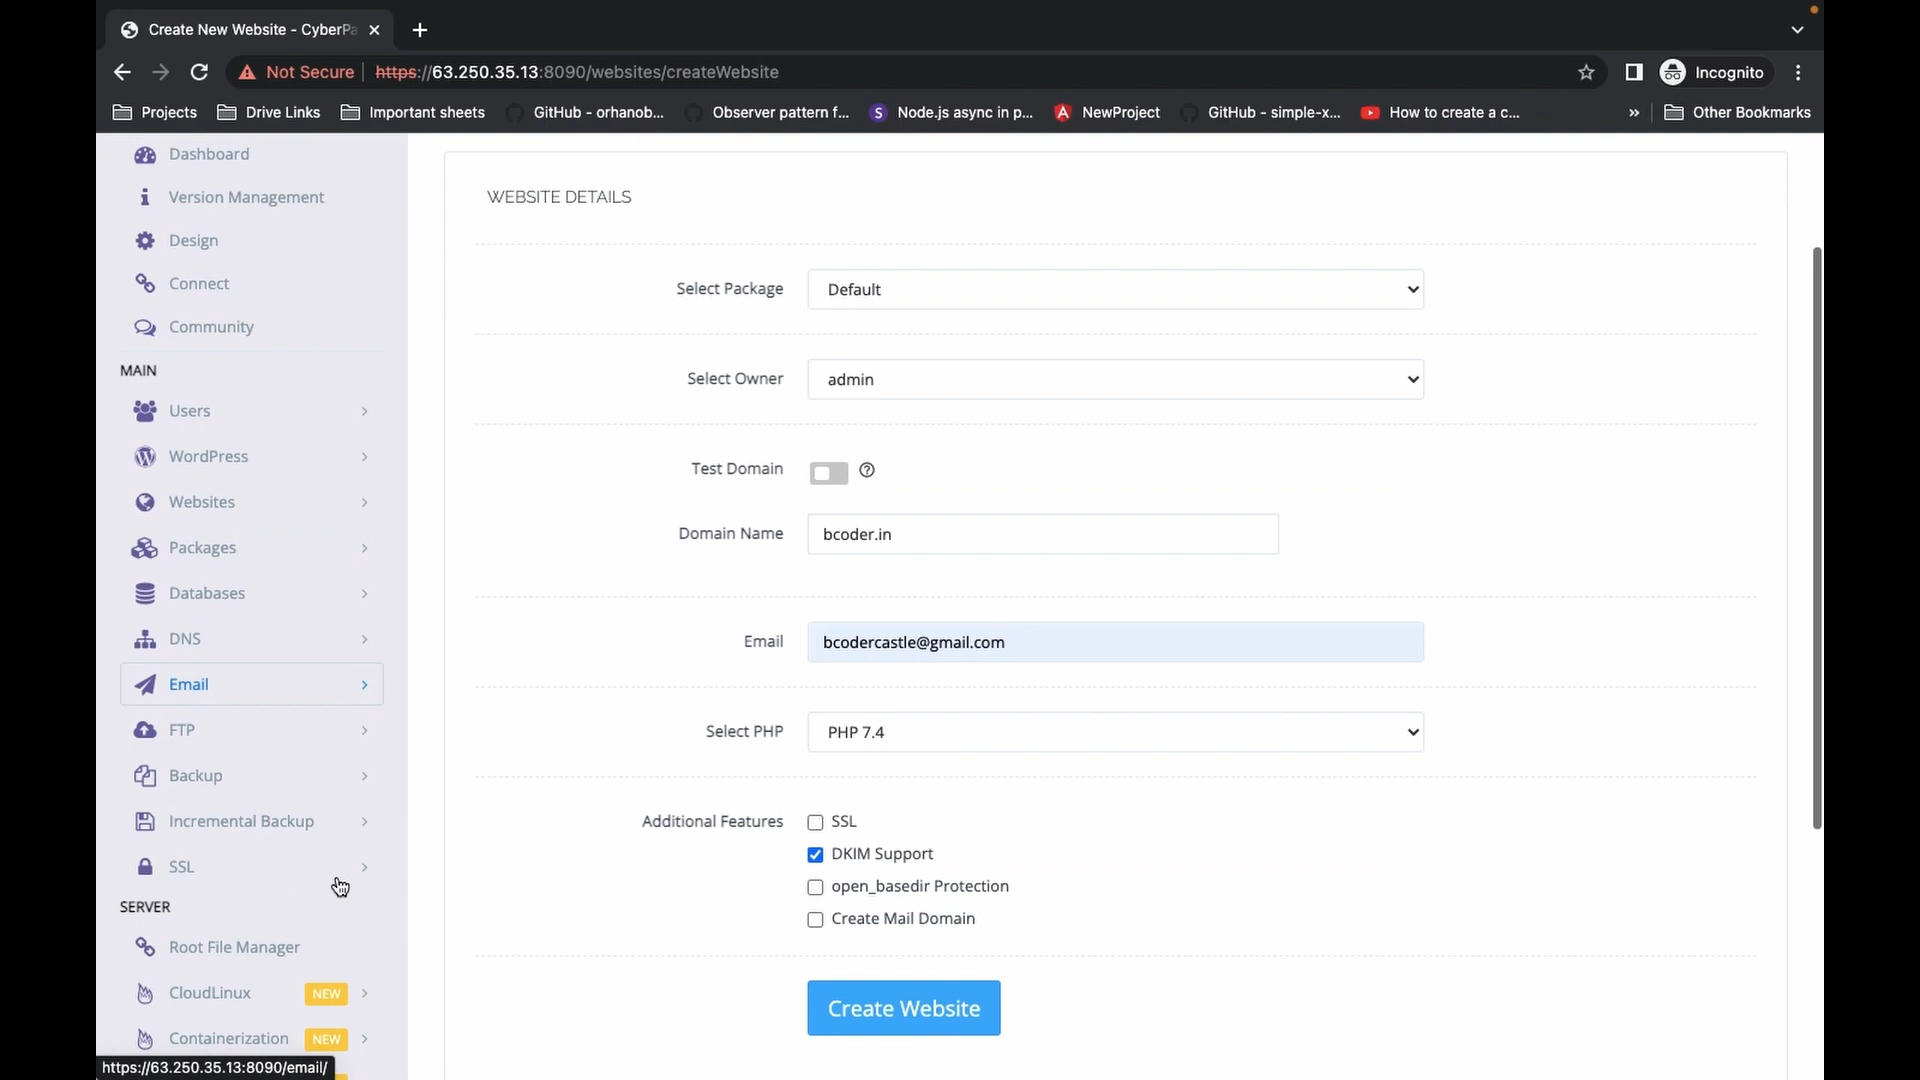 Create New Website - CyberPa
Not Secure
https://63.250.35.13:8090/websites/createWebsite
Incognito
Projects
Drive Links
Important sheets
GitHub - orhanob...
Observer pattern f...
Node.js async in p...
NewProject
GitHub - simple-x...
How to create a c...
»
Other Bookmarks
Dashboard
Version Management
Design
Connect
Community
MAIN
Users
WordPress
Websites
Packages
Databases
DNS
Email
FTP
Backup
Incremental Backup
SSL
SERVER
Root File Manager
CloudLinux NEW
Containerization NEW
https://63.250.35.13:8090/email/
WEBSITE DETAILS
Select Package
Default
Select Owner
admin
Test Domain
Domain Name
bcoder.in
Email
bcodercastle@gmail.com
Select PHP
PHP 7.4
Additional Features
SSL
DKIM Support
open_basedir Protection
Create Mail Domain
Create Website